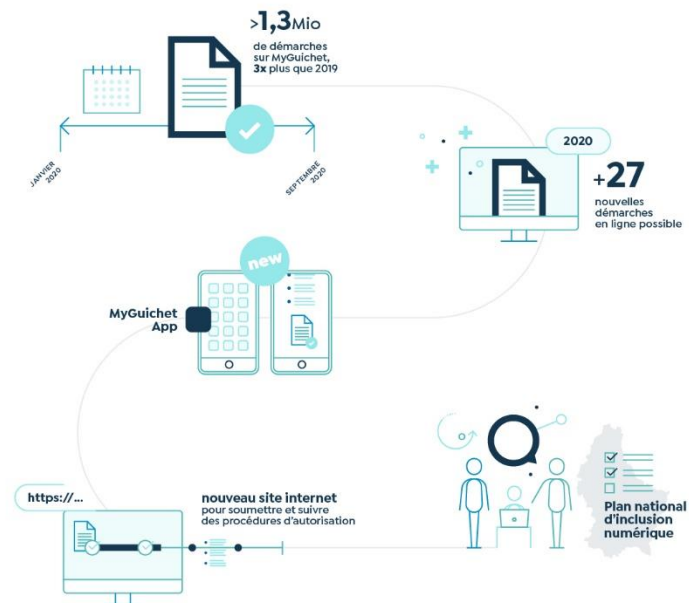 >1,3Mio
de démarches
sur MyGuichet,
3x plus que 2019
JANVIER
2020
SEPTEMBRE
2020
2020
+27
nouvelles
démarches
en ligne possible
new
MyGuichet
App
https://...
nouveau site internet
pour soumettre et suivre
des procédures d'autorisation
Plan national
d'inclusion
numérique